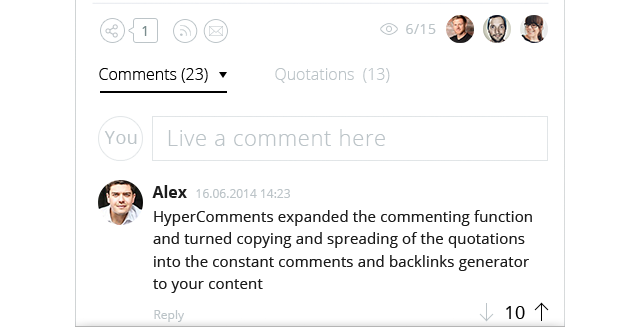 1 6/15
Comments (23) Quotations (13)
You Live a comment here
Alex 16.06.2014 14:23
HyperComments expanded the commenting function
and turned copying and spreading of the quotations
into the constant comments and backlinks generator
to your content
Reply 10